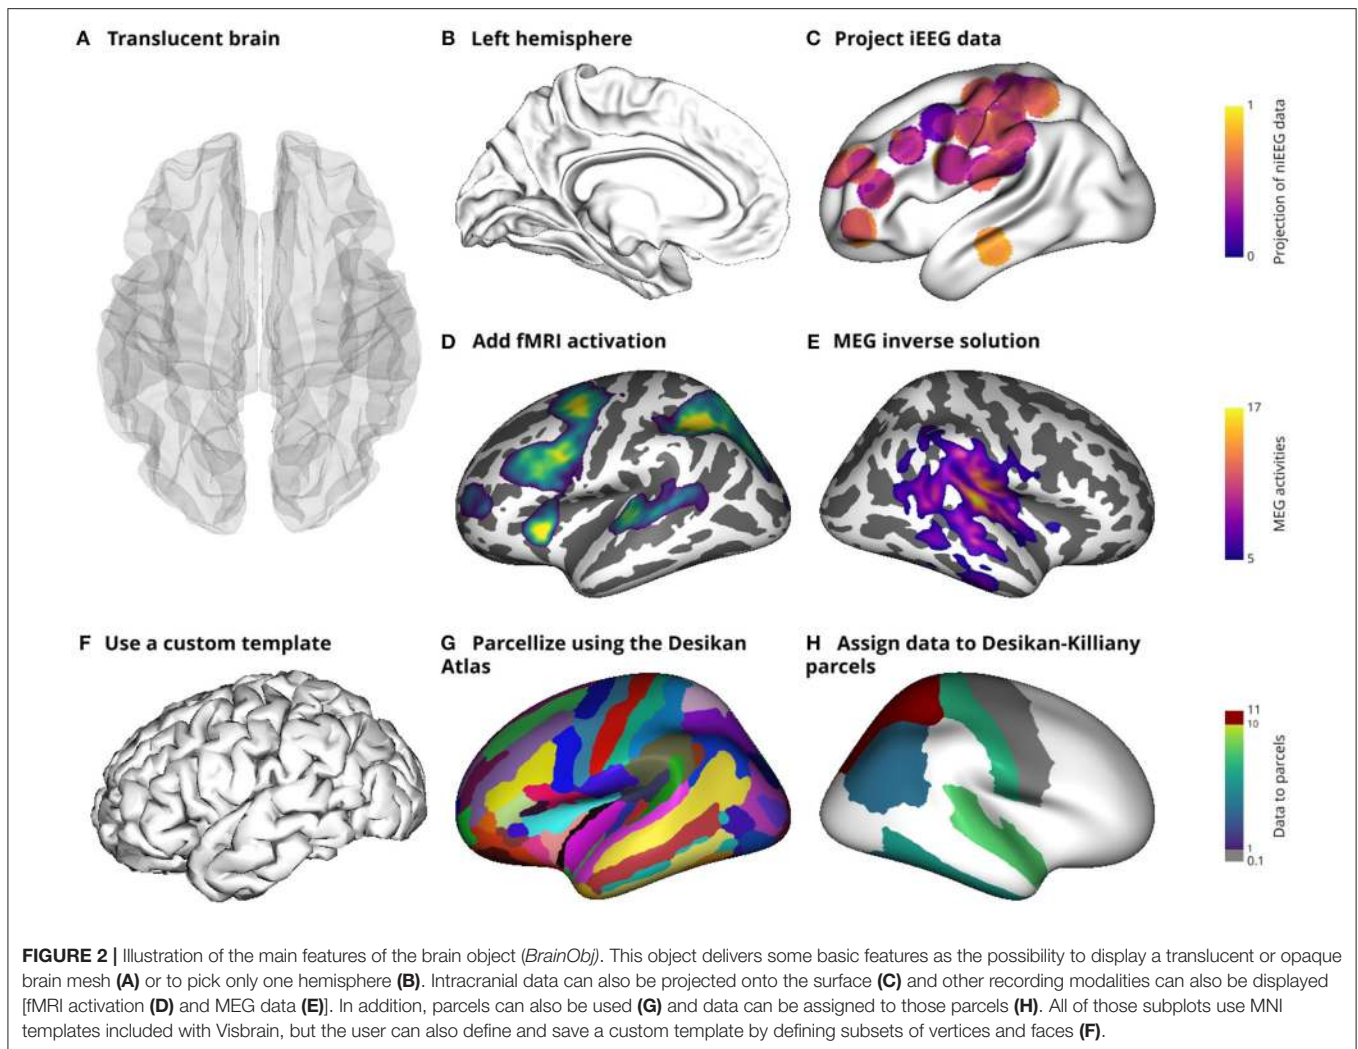 A Translucent brain
B Left hemisphere
C Project iEEG data
1
Projection of niEEG data
0
D Add fMRI activation
E MEG inverse solution
17
MEG activities
5
F Use a custom template
G Parcellize using the Desikan
Atlas
H Assign data to Desikan-Killiany
parcels
11
10
Data to parcels
1
0.1
FIGURE 2 | Illustration of the main features of the brain object (BrainObj). This object delivers some basic features as the possibility to display a translucent or opaque
brain mesh (A) or to pick only one hemisphere (B). Intracranial data can also be projected onto the surface (C) and other recording modalities can also be displayed
[fMRI activation (D) and MEG data (E)]. In addition, parcels can also be used (G) and data can be assigned to those parcels (H). All of those subplots use MNI
templates included with Visbrain, but the user can also define and save a custom template by defining subsets of vertices and faces (F).